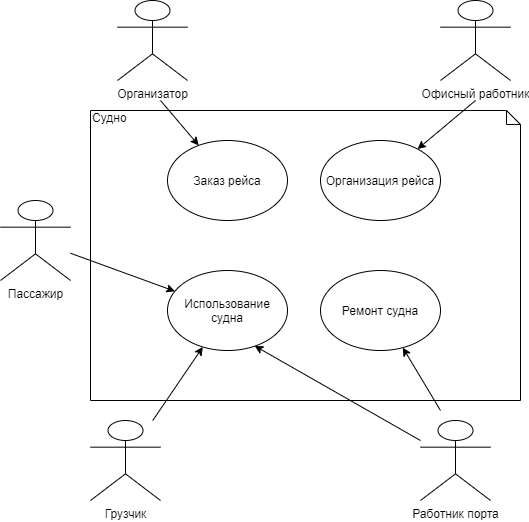 Организатор
Офисный работник
Судно
Заказ рейса
Организация рейса
Пассажир
Использование
судна
Ремонт судна
Грузчик
Работник порта